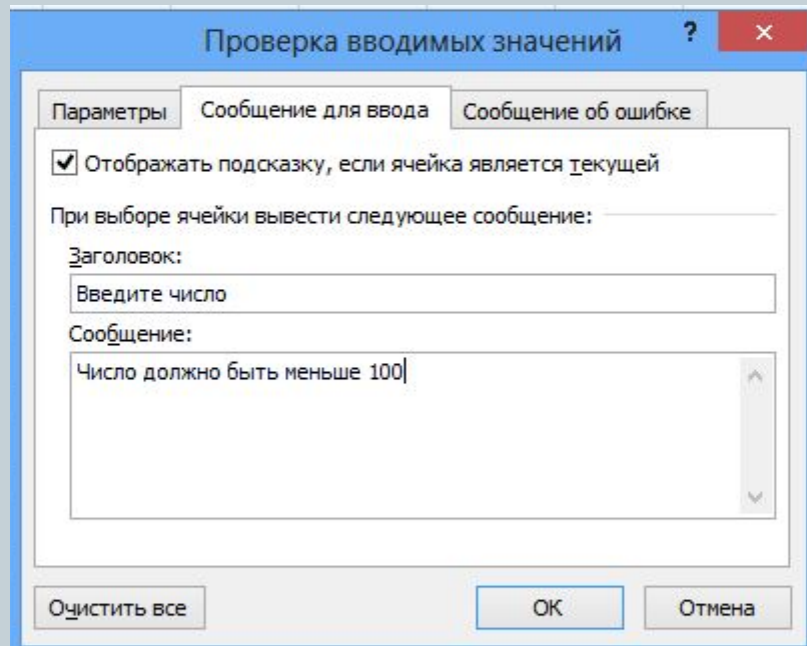 Проверка вводимых значений ? ×
Параметры Сообщение для ввода Сообщение об ошибке
Отображать подсказку, если ячейка является текущей
При выборе ячейки вывести следующее сообщение:
Заголовок:
Введите число
Сообщение:
Число должно быть меньше 100
Очистить все ОК Отмена